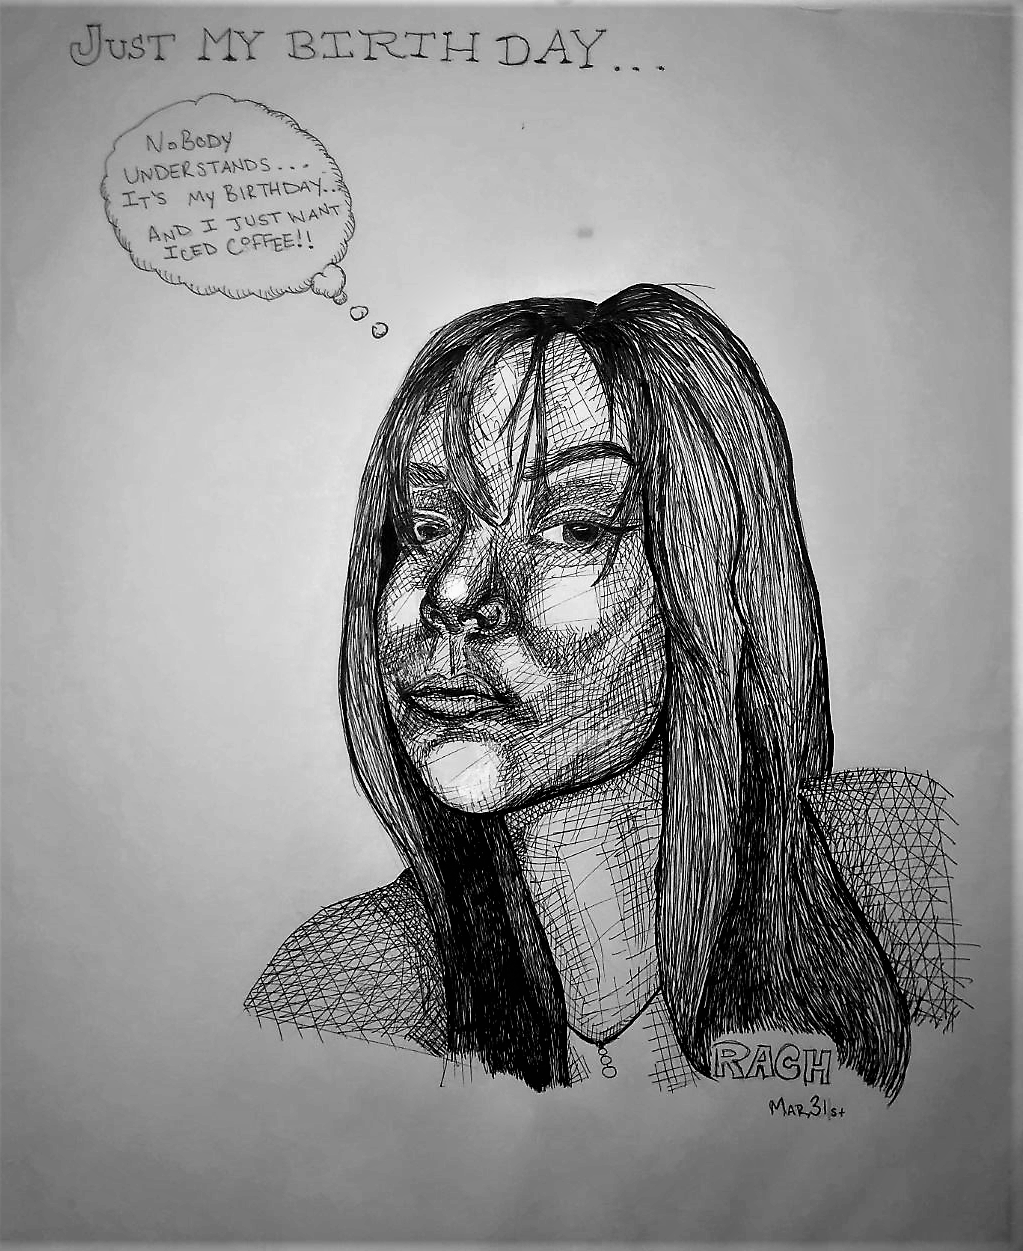 JUST MY BIRTHDAY...
NOBODY
UNDERSTANDS...
IT'S MY BIRTHDAY..
AND I JUST WANT
ICED COFFEE!!
RACH
MAR,31st